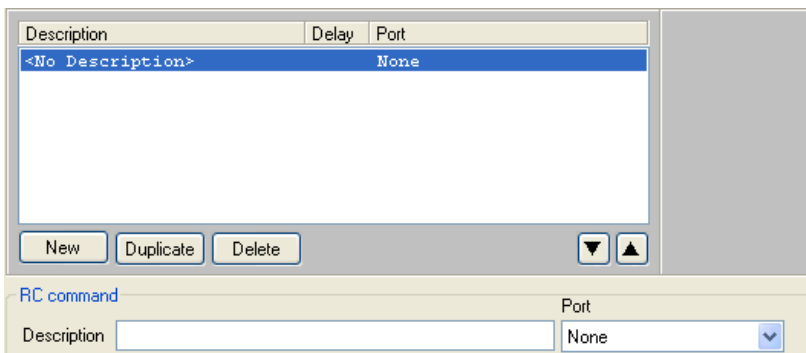 Description Delay Port
<No Description> None
New Duplicate Delete
RC command
Port
Description None